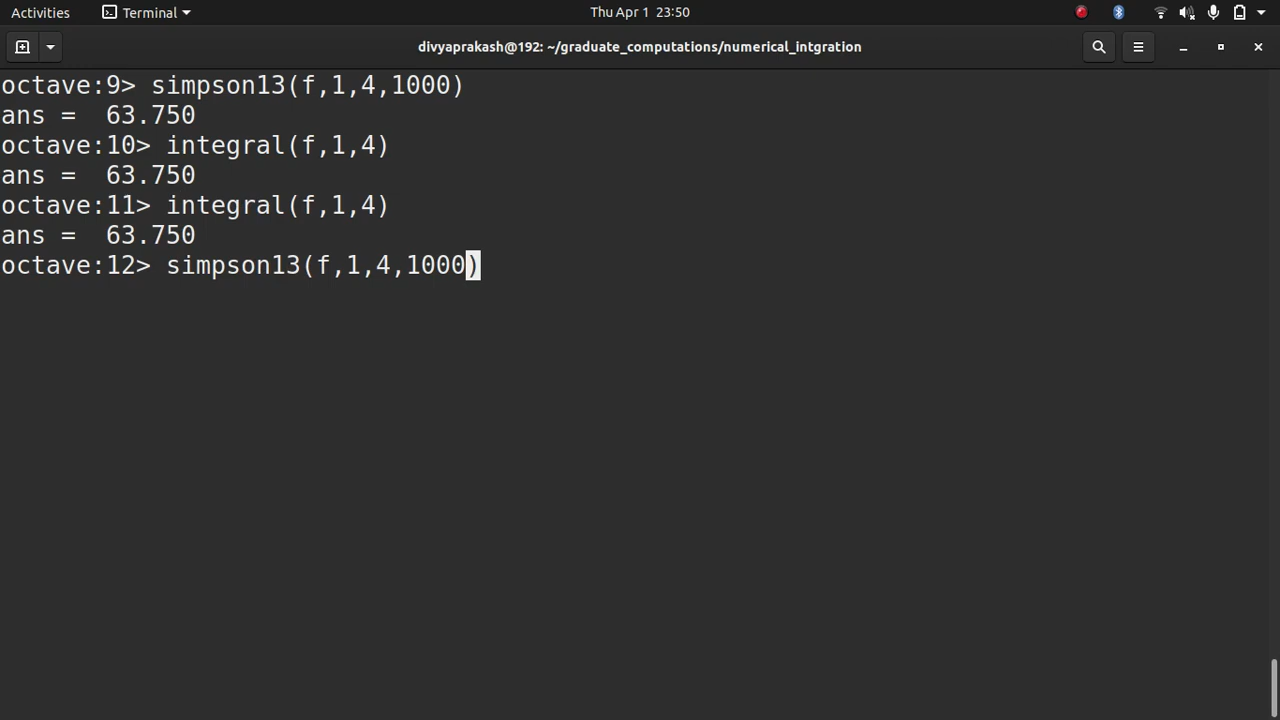 Activities Terminal Thu Apr 1 23:50
divyaprakash@192: ~/graduate_computations/numerical_intgration
octave:9> simpson13(f,1,4,1000)
ans =  63.750
octave:10> integral(f,1,4)
ans =  63.750
octave:11> integral(f,1,4)
ans =  63.750
octave:12> simpson13(f,1,4,1000)